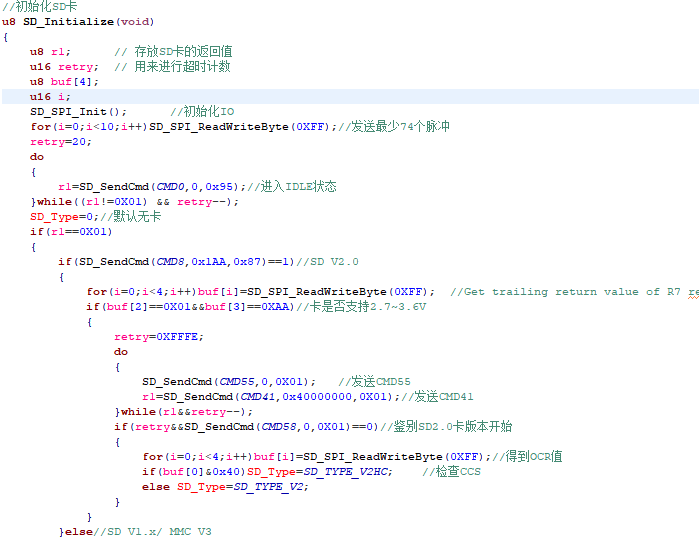 //初始化SD卡
u8 SD_Initialize(void)
{
    u8 r1;      // 存放SD卡的返回值
    u16 retry;  // 用来进行超时计数
    u8 buf[4];
    u16 i;
    SD_SPI_Init();      //初始化IO
    for(i=0;i<10;i++)SD_SPI_ReadWriteByte(0XFF);//发送最少74个脉冲
    retry=20;
    do
    {
        r1=SD_SendCmd(CMD0,0,0x95);//进入IDLE状态
    }while((r1!=0X01) && retry--);
    SD_Type=0;//默认无卡
    if(r1==0X01)
    {
        if(SD_SendCmd(CMD8,0x1AA,0x87)==1)//SD V2.0
        {
            for(i=0;i<4;i++)buf[i]=SD_SPI_ReadWriteByte(0XFF);  //Get trailing return value of R7 re
            if(buf[2]==0X01&&buf[3]==0XAA)//卡是否支持2.7~3.6V
            {
                retry=0XFFFE;
                do
                {
                    SD_SendCmd(CMD55,0,0X01);   //发送CMD55
                    r1=SD_SendCmd(CMD41,0x40000000,0X01);//发送CMD41
                }while(r1&&retry--);
                if(retry&&SD_SendCmd(CMD58,0,0X01)==0)//鉴别SD2.0卡版本开始
                {
                    for(i=0;i<4;i++)buf[i]=SD_SPI_ReadWriteByte(0XFF);//得到OCR值
                    if(buf[0]&0x40)SD_Type=SD_TYPE_V2HC;    //检查CCS
                    else SD_Type=SD_TYPE_V2;
                }
            }
        }else//SD V1.x/ MMC V3